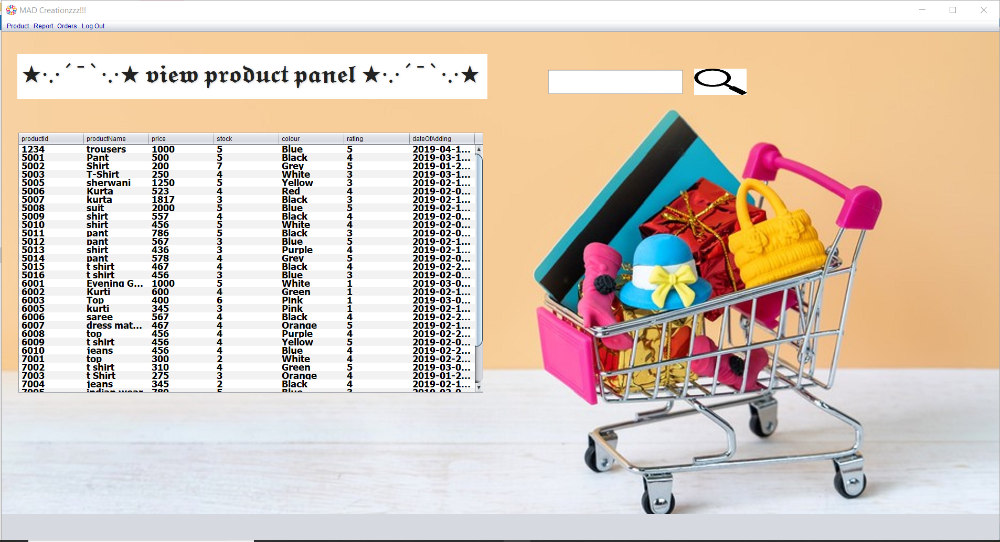 MAD Creationzzz!!!
Product Report Orders Log Out
★·.·´¯`·.·★ view product panel ★·.·´¯`·.·★
productId productName price stock colour rating dateOfAdding
1234 trousers 1000 5 Blue 5 2019-04-1...
5001 Pant 500 5 Black 4 2019-03-1...
5002 Shirt 200 7 Grey 5 2019-01-2...
5003 T-Shirt 250 4 White 3 2019-03-1...
5005 sherwani 1250 5 Yellow 3 2019-02-1...
5006 Kurta 523 4 Red 4 2019-02-0...
5007 kurta 1817 3 Black 3 2019-02-1...
5008 suit 2000 5 Blue 5 2019-02-1...
5009 shirt 557 4 Black 4 2019-02-0...
5010 shirt 456 5 White 4 2019-02-0...
5011 pant 786 5 Black 3 2019-02-0...
5012 pant 567 3 Blue 5 2019-02-1...
5013 shirt 436 3 Purple 4 2019-02-1...
5014 pant 578 4 Grey 5 2019-02-0...
5015 t shirt 467 4 Black 4 2019-02-2...
5016 t shirt 456 3 Blue 3 2019-02-0...
6001 Evening G... 1000 5 White 1 2019-03-0...
6002 Kurti 600 4 Green 1 2019-02-1...
6003 Top 400 6 Pink 1 2019-03-0...
6005 kurti 345 3 Pink 1 2019-02-1...
6006 saree 567 4 Black 4 2019-02-2...
6007 dress mat... 467 4 Orange 5 2019-02-1...
6008 top 456 4 Purple 4 2019-02-2...
6009 t shirt 456 4 Yellow 5 2019-02-0...
6010 jeans 456 4 Blue 4 2019-02-2...
7001 top 300 2 White 4 2019-02-2...
7002 t shirt 310 4 Green 5 2019-03-0...
7003 t Shirt 275 3 Orange 4 2019-01-2...
7004 jeans 345 2 Black 4 2019-02-1...
7005 indian wear 780 5 Blue 3 2019-02-0...